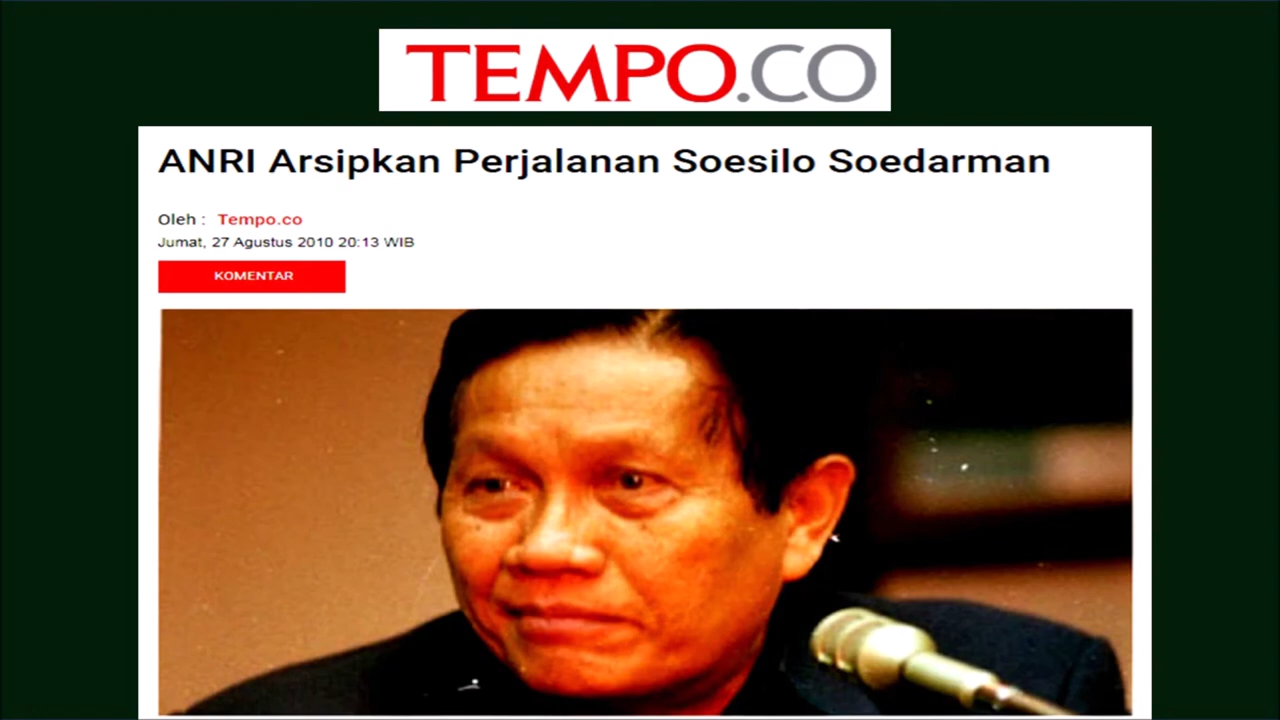 TEMPO.CO
ANRI Arsipkan Perjalanan Soesilo Soedarman
Oleh : Tempo.co
Jumat, 27 Agustus 2010 20:13 WIB
KOMENTAR